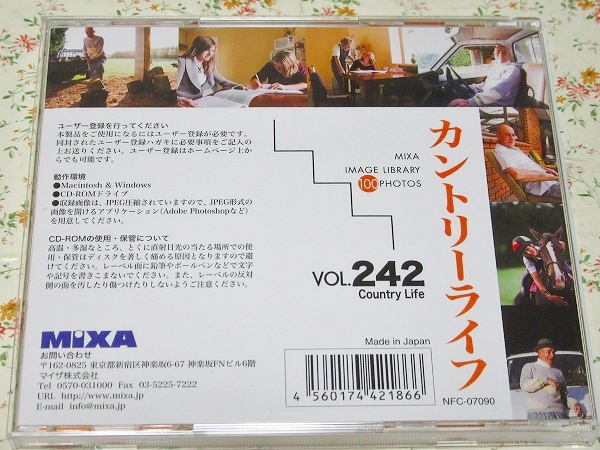 ユーザー登録を行ってください
本製品をご使用になるにはユーザー登録が必要です。
同封されたユーザー登録ハガキに必要事項をご記入の
上お送りください。ユーザー登録はホームページ上か
らでも可能です。
動作環境
●Macintosh & Windows
●CD-ROMドライブ
●収録画像は、JPEG圧縮されていますので、JPEG形式の
画像を開けるアプリケーション(Adobe Photoshopなど)
を用意してください。
CD-ROMの使用・保管について
高温・多湿なところ、とくに直射日光の当たる場所での使
用・保管はディスクを著しく痛める原因となりますので避
けてください。レーベル面に鉛筆やボールペンなどで文字
や記号を書きこまないでください。また、レーベルの反対
側の面を汚したり傷つけたりしないようご注意ください。
MIXA
IMAGE LIBRARY
100PHOTOS
VOL.242
Country Life
カントリーライフ
MIXA
お問い合わせ
〒162-0825 東京都新宿区神楽坂6-67 神楽坂FNビル6階
マイザ株式会社
Tel 0570-031000 Fax 03-5225-7222
URL http://www.mixa.jp
E-mail info@mixa.jp
Made in Japan
4 560174 421866
NFC-07090